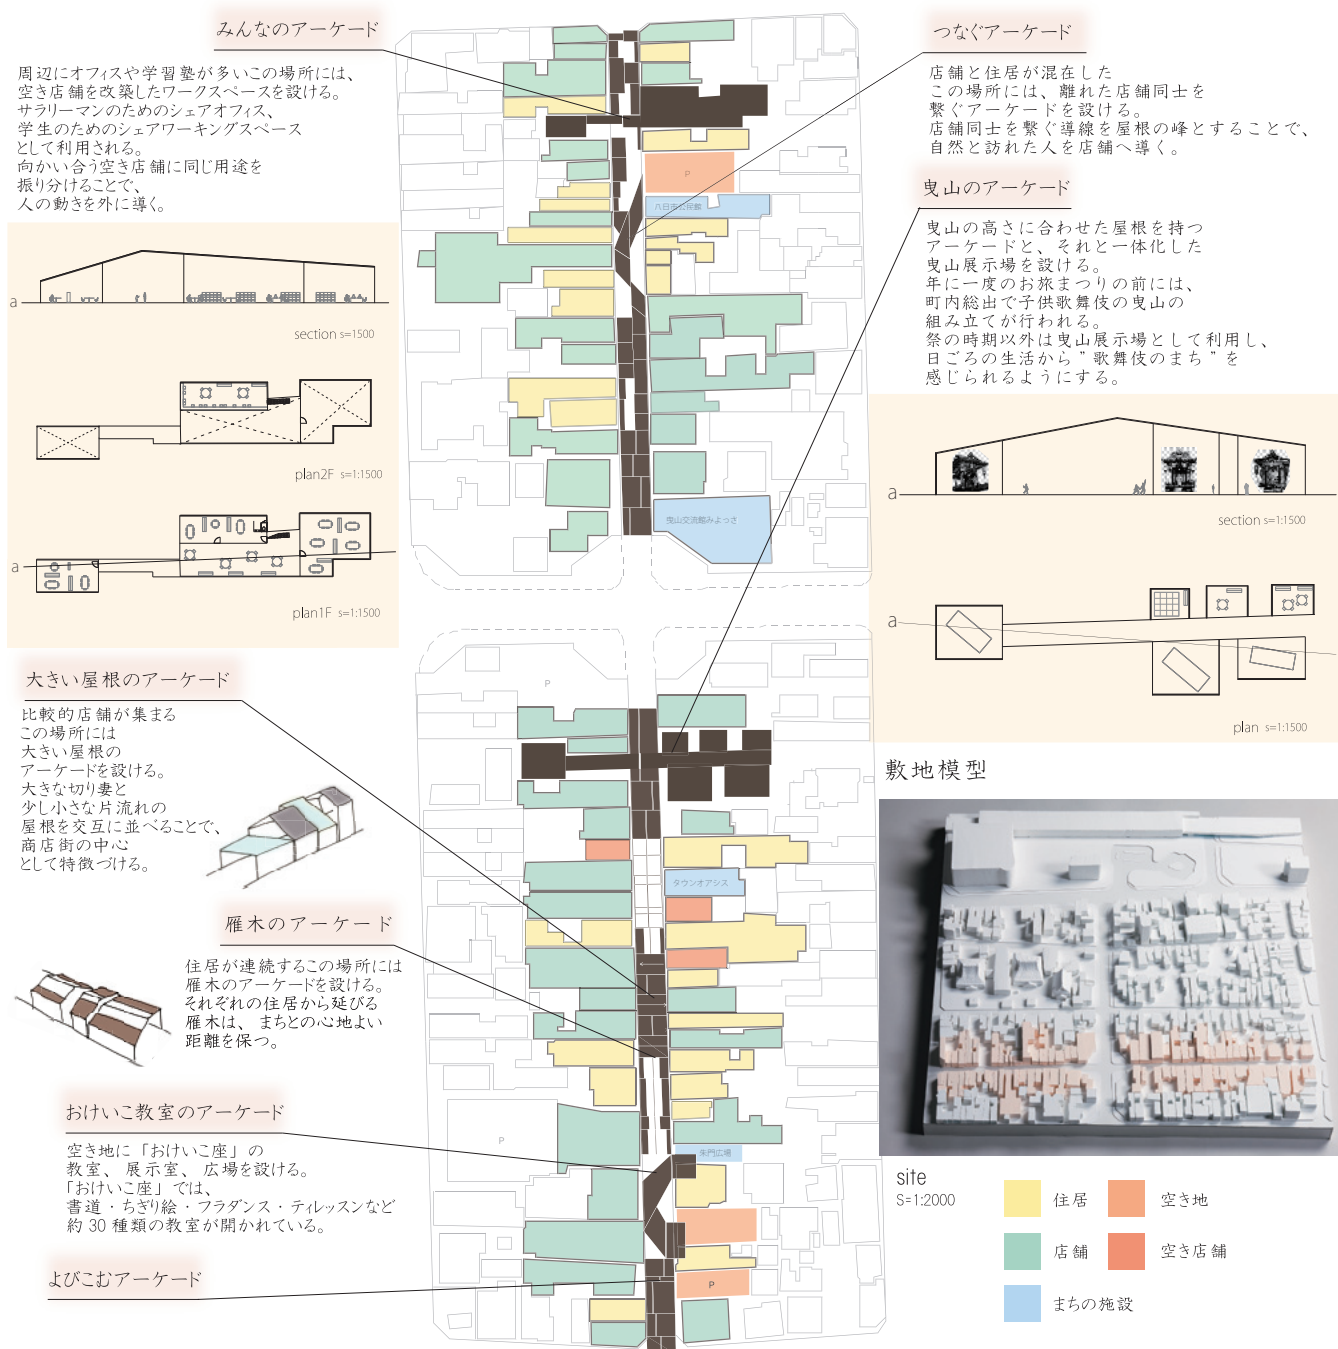 みんなのアーケード
周辺にオフィスや学習塾が多いこの場所には、
空き店舗を改築したワークスペースを設ける。
サラリーマンのためのシェアオフィス、
学生のためのシェアワーキングスペース
として利用される。
向かい合う空き店舗に同じ用途を
振り分けることで、
人の動きを外に導く。
a
section s=1500
plan2F s=1:1500
a
plan1F s=1:1500
つなぐアーケード
店舗と住居が混在した
この場所には、離れた店舗同士を
繋ぐアーケードを設ける。
店舗同士を繋ぐ導線を屋根の峰とすることで、
自然と訪れた人を店舗へ導く。
曳山のアーケード
曳山の高さに合わせた屋根を持つ
アーケードと、それと一体化した
曳山展示場を設ける。
年に一度のお旅まつりの前には、
町内総出で子供歌舞伎の曳山の
組み立てが行われる。
祭の時期以外は曳山展示場として利用し、
日ごろの生活から”歌舞伎のまち”を
感じられるようにする。
a
section s=1:1500
a
plan s=1:1500
P
八日市公民館
曳山交流館みよっさ
P
タウンオアシス
P
朱門広場
P
大きい屋根のアーケード
比較的店舗が集まる
この場所には
大きい屋根の
アーケードを設ける。
大きな切り妻と
少し小さな片流れの
屋根を交互に並べることで、
商店街の中心
として特徴づける。
雁木のアーケード
住居が連続するこの場所には
雁木のアーケードを設ける。
それぞれの住居から延びる
雁木は、まちとの心地よい
距離を保つ。
おけいこ教室のアーケード
空き地に「おけいこ座」の
教室、展示室、広場を設ける。
「おけいこ座」では、
書道・ちぎり絵・フラダンス・ティレッスンなど
約30種類の教室が開かれている。
よびこむアーケード
敷地模型
site
S=1:2000
住居
空き地
店舗
空き店舗
まちの施設